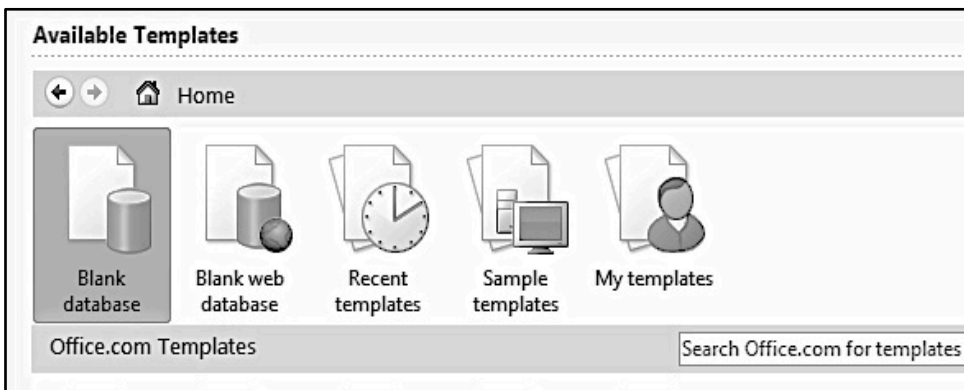 Available Templates
Home
Blank database
Blank web database
Recent templates
Sample templates
My templates
Office.com Templates
Search Office.com for templates